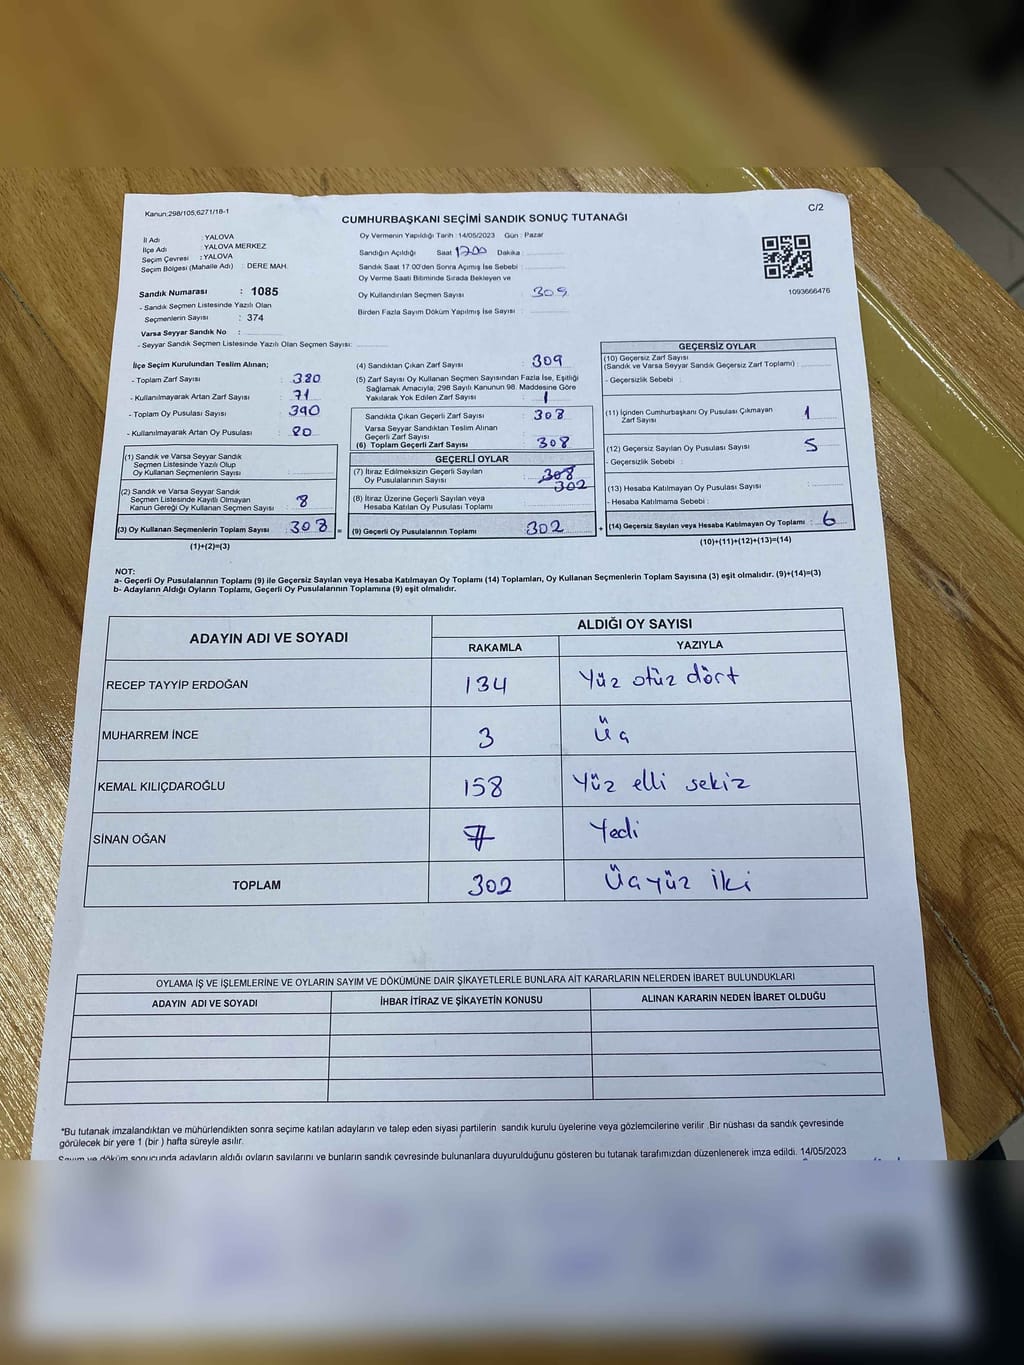 Kanun;298/105;6271/18-1
C/2
CUMHURBAŞKANI SEÇİMİ SANDIK SONUÇ TUTANAĞI
İl Adı : YALOVA
İlçe Adı : YALOVA MERKEZ
Seçim Çevresi : YALOVA
Seçim Bölgesi (Mahalle Adı) : DERE MAH.
Sandık Numarası : 1085
- Sandık Seçmen Listesinde Yazılı Olan
Seçmenlerin Sayısı : 374
Varsa Seyyar Sandık No :
- Seyyar Sandık Seçmen Listesinde Yazılı Olan Seçmen Sayısı:
Oy Vermenin Yapıldığı Tarih :14/05/2023 Gün : Pazar
Sandığın Açıldığı Saat 1700 Dakika :
Sandık Saat 17:00'den Sonra Açımış İse Sebebi :
Oy Verme Saati Bitiminde Sırada Bekleyen ve
Oy Kullandırılan Seçmen Sayısı : 309
Birden Fazla Sayım Döküm Yapılmış İse Sayısı :
1093666476
İlçe Seçim Kurulundan Teslim Alınan;
- Toplam Zarf Sayısı : 380
- Kullanılmayarak Artan Zarf Sayısı : 71
- Toplam Oy Pusulası Sayısı : 390
- Kullanılmayarak Artan Oy Pusulası : 80
(1) Sandık ve Varsa Seyyar Sandık
Seçmen Listesinde Yazılı Olup
Oy Kullanan Seçmenlerin Sayısı :
(2) Sandık ve Varsa Seyyar Sandık
Seçmen Listesinde Kayıtlı Olmayan
Kanun Gereği Oy Kullanan Seçmen Sayısı : 8
(3) Oy Kullanan Seçmenlerin Toplam Sayısı : 308 =
(1)+(2)=(3)
(4) Sandıktan Çıkan Zarf Sayısı : 309
(5) Zarf Sayısı Oy Kullanan Seçmen Sayısından Fazla İse, Eşitliği
Sağlamak Amacıyla; 298 Sayılı Kanunun 98. Maddesine Göre
Yakılarak Yok Edilen Zarf Sayısı : 1
Sandıkta Çıkan Geçerli Zarf Sayısı : 308
Varsa Seyyar Sandıktan Teslim Alınan
Geçerli Zarf Sayısı
(6) Toplam Geçerli Zarf Sayısı : 308
GEÇERLİ OYLAR
(7) İtiraz Edilmeksizin Geçerli Sayılan
Oy Pusulalarının Sayısı : 308
302
(8) İtiraz Üzerine Geçerli Sayılan veya
Hesaba Katılan Oy Pusulası Toplamı :
(9) Geçerli Oy Pusulalarının Toplamı 302 +
GEÇERSİZ OYLAR
(10) Geçersiz Zarf Sayısı
(Sandık ve Varsa Seyyar Sandık Geçersiz Zarf Toplamı) :
- Geçersizlik Sebebi :
(11) İçinden Cumhurbaşkanı Oy Pusulası Çıkmayan
Zarf Sayısı : 1
(12) Geçersiz Sayılan Oy Pusulası Sayısı : 5
- Geçersizlik Sebebi :
(13) Hesaba Katılmayan Oy Pusulası Sayısı :
- Hesaba Katılmama Sebebi :
(14) Geçersiz Sayılan veya Hesaba Katılmayan Oy Toplamı : 6
(10)+(11)+(12)+(13)=(14)
NOT:
a- Geçerli Oy Pusulalarının Toplamı (9) ile Geçersiz Sayılan veya Hesaba Katılmayan Oy Toplamı (14) Toplamları, Oy Kullanan Seçmenlerin Toplam Sayısına (3) eşit olmalıdır. (9)+(14)=(3)
b- Adayların Aldığı Oyların Toplamı, Geçerli Oy Pusulalarının Toplamına (9) eşit olmalıdır.
ADAYIN ADI VE SOYADI
ALDIĞI OY SAYISI
RAKAMLA YAZIYLA
RECEP TAYYİP ERDOĞAN 134 Yüz otüz dört
MUHARREM İNCE 3 Üç
KEMAL KILIÇDAROĞLU 158 Yüz elli sekiz
SİNAN OĞAN 7 Yedi
TOPLAM 302 Üçyüz iki
OYLAMA İŞ VE İŞLEMLERİNE VE OYLARIN SAYIM VE DÖKÜMÜNE DAİR ŞİKAYETLERLE BUNLARA AİT KARARLARIN NELERDEN İBARET BULUNDUKLARI
ADAYIN ADI VE SOYADI İHBAR İTİRAZ VE ŞİKAYETİN KONUSU ALINAN KARARIN NEDEN İBARET OLDUĞU
*Bu tutanak imzalandıktan ve mühürlendikten sonra seçime katılan adayların ve talep eden siyasi partilerin sandık kurulu üyelerine veya gözlemcilerine verilir .Bir nüshası da sandık çevresinde
görülecek bir yere 1 (bir ) hafta süreyle asılır.
Sayım ve döküm sonucunda adayların aldığı oyların sayılarını ve bunların sandık çevresinde bulunanlara duyurulduğunu gösteren bu tutanak tarafımızdan düzenlenerek imza edildi. 14/05/2023